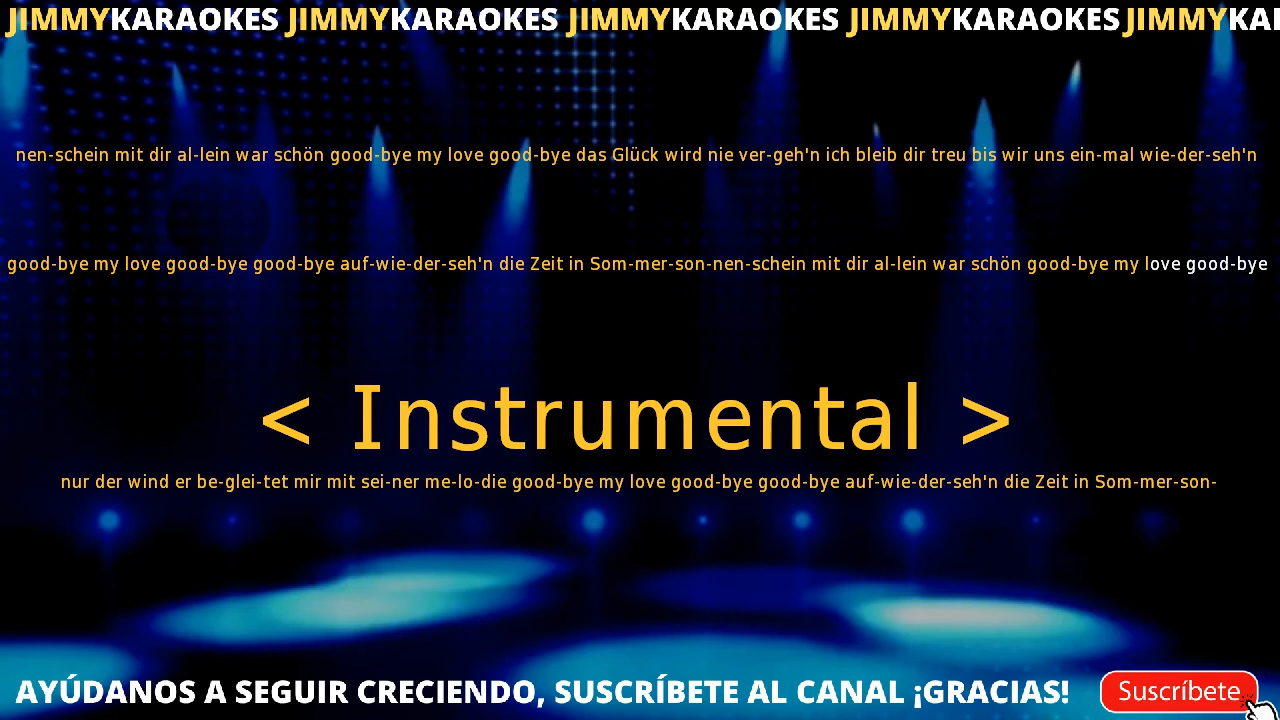 JIMMYKARAOKES JIMMYKARAOKES JIMMYKARAOKES JIMMYKARAOKES JIMMYKA
nen-schein mit dir al-lein war schön good-bye my love good-bye das Glück wird nie ver-geh'n ich bleib dir treu bis wir uns ein-mal wie-der-seh'n
good-bye my love good-bye good-bye auf-wie-der-seh'n die Zeit in Som-mer-son-nen-schein mit dir al-lein war schön good-bye my love good-bye
< Instrumental >
nur der wind er be-glei-tet mir mit sei-ner me-lo-die good-bye my love good-bye good-bye auf-wie-der-seh'n die Zeit in Som-mer-son-
AYÚDANOS A SEGUIR CRECIENDO, SUSCRÍBETE AL CANAL ¡GRACIAS!
Suscríbete